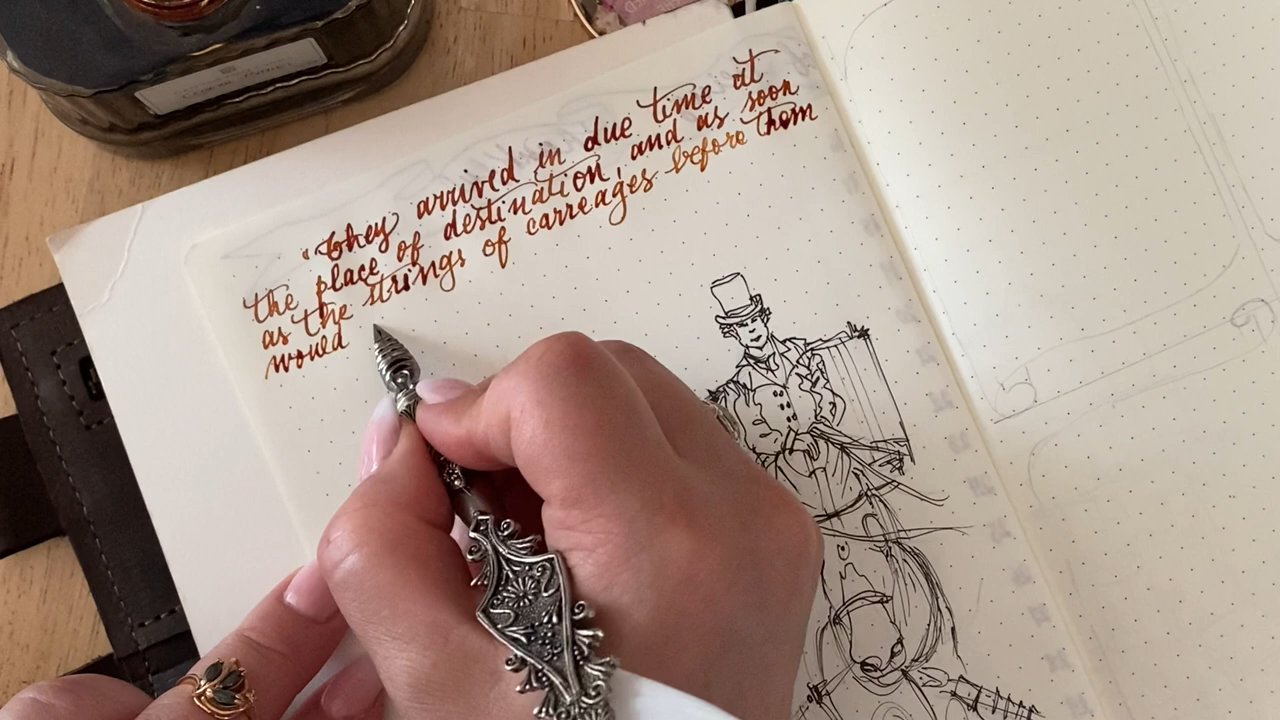 "They arrived in due time at
the place of destination, and as soon
as the strings of carreages before them
would